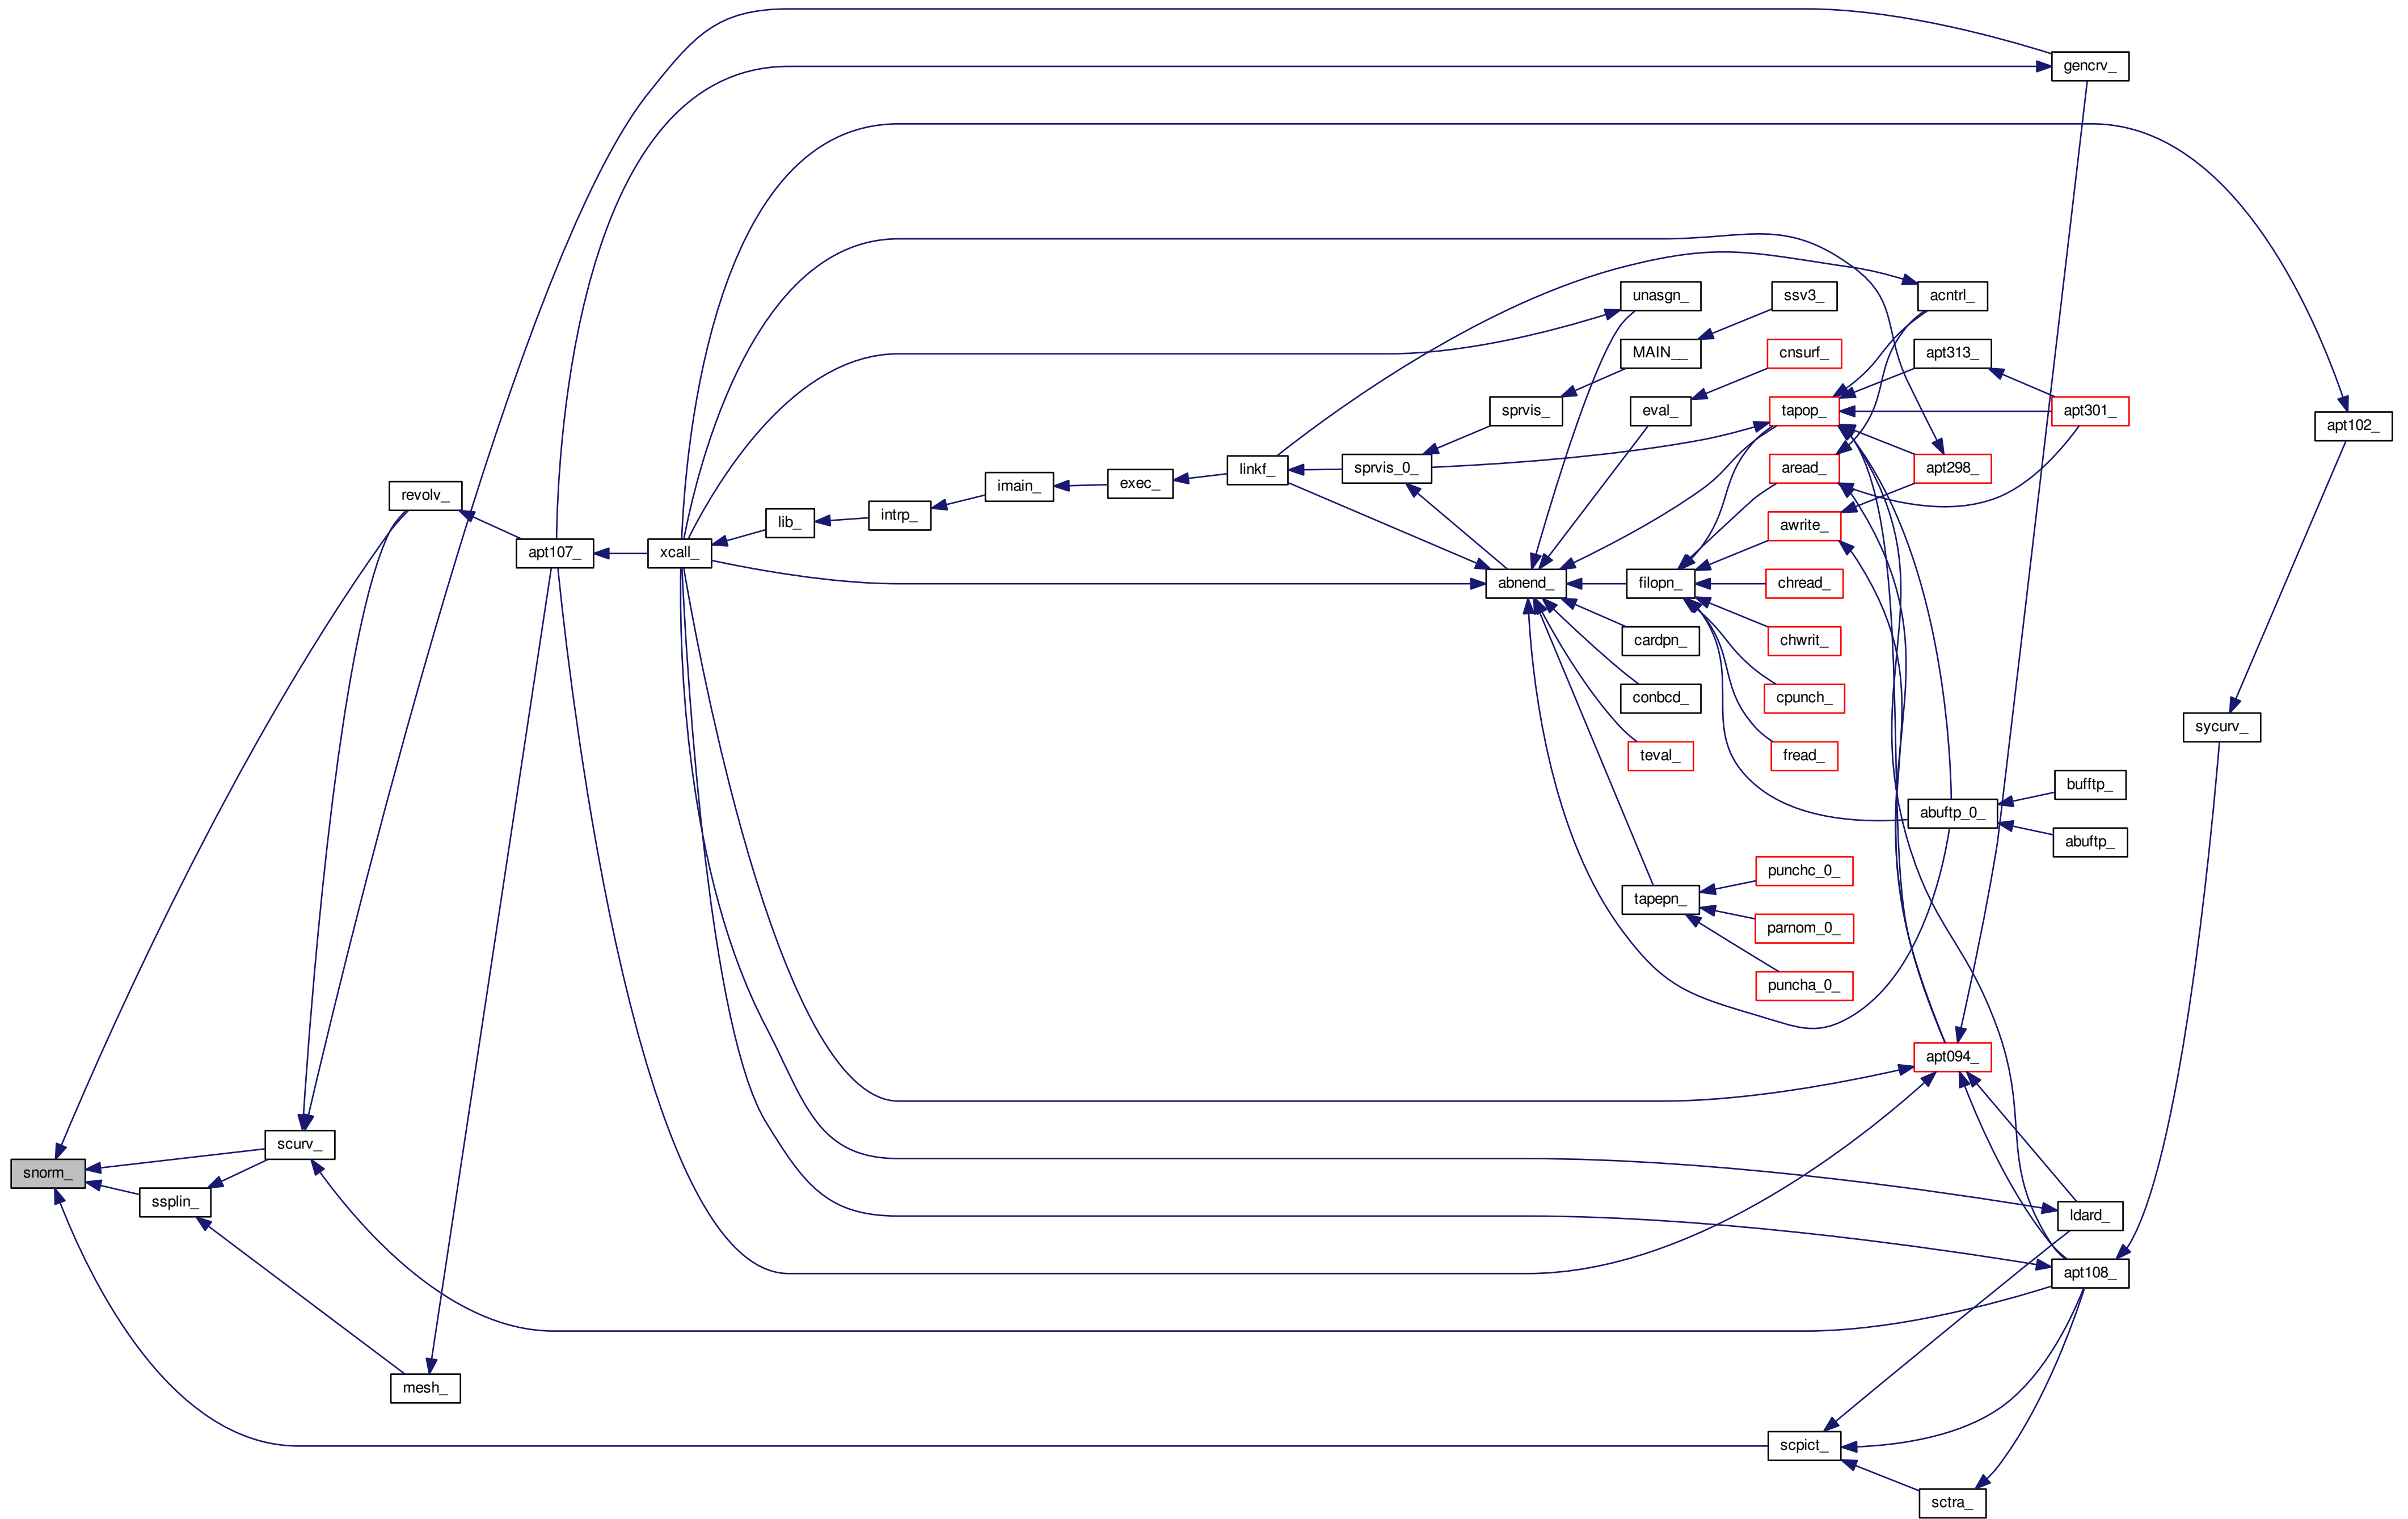 gencrv_
unasgn_
ssv3_
acntrl_
MAIN__
cnsurf_
apt313_
sprvis_
eval_
tapop_
apt301_
apt102_
linkf_
sprvis_0_
aread_
apt298_
revolv_
imain_
exec_
lib_
intrp_
awrite_
apt107_
xcall_
abnend_
filopn_
chread_
cardpn_
chwrit_
conbcd_
cpunch_
sycurv_
teval_
fread_
bufftp_
abuftp_0_
abuftp_
punchc_0_
tapepn_
parnom_0_
puncha_0_
apt094_
scurv_
snorm_
ssplin_
ldard_
apt108_
mesh_
scpict_
sctra_